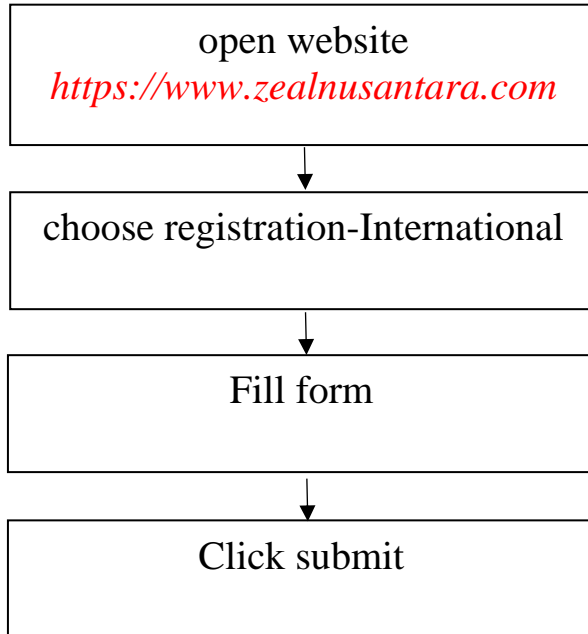 open website
https://www.zealnusantara.com
choose registration-International
Fill form
Click submit